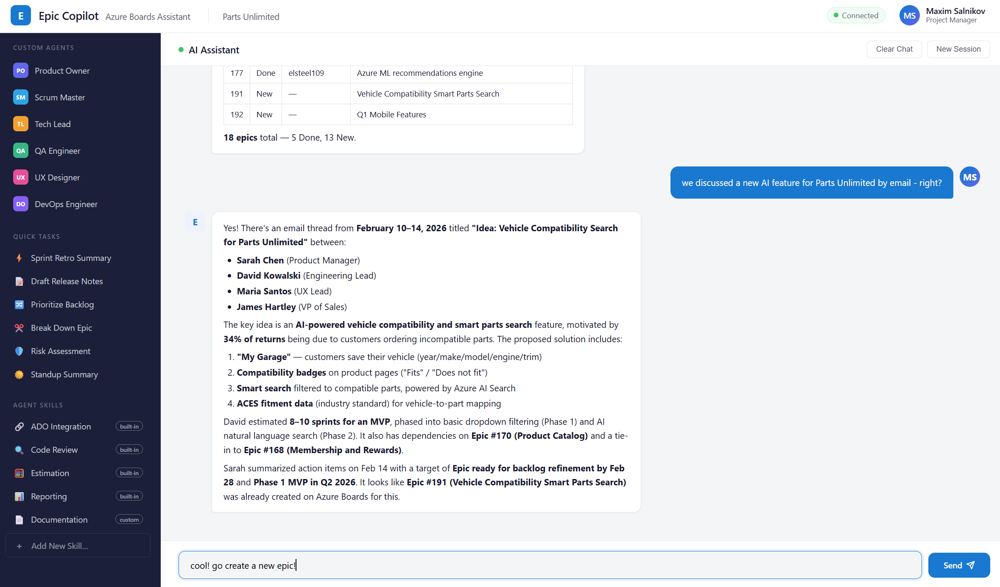 E Epic Copilot Azure Boards Assistant Parts Unlimited
Connected
MS Maxim Salnikov
Project Manager
CUSTOM AGENTS
PO Product Owner
SM Scrum Master
TL Tech Lead
QA QA Engineer
UX UX Designer
DO DevOps Engineer
QUICK TASKS
Sprint Retro Summary
Draft Release Notes
Prioritize Backlog
Break Down Epic
Risk Assessment
Standup Summary
AGENT SKILLS
ADO Integration built-in
Code Review built-in
Estimation built-in
Reporting built-in
Documentation custom
+ Add New Skill...
AI Assistant
Clear Chat New Session
177 Done elsteel109 Azure ML recommendations engine
191 New — Vehicle Compatibility Smart Parts Search
192 New — Q1 Mobile Features
18 epics total — 5 Done, 13 New.
we discussed a new AI feature for Parts Unlimited by email - right?
MS
E
Yes! There's an email thread from February 10–14, 2026 titled "Idea: Vehicle Compatibility Search
for Parts Unlimited" between:
• Sarah Chen (Product Manager)
• David Kowalski (Engineering Lead)
• Maria Santos (UX Lead)
• James Hartley (VP of Sales)
The key idea is an AI-powered vehicle compatibility and smart parts search feature, motivated by
34% of returns being due to customers ordering incompatible parts. The proposed solution includes:
1. "My Garage" — customers save their vehicle (year/make/model/engine/trim)
2. Compatibility badges on product pages ("Fits" / "Does not fit")
3. Smart search filtered to compatible parts, powered by Azure AI Search
4. ACES fitment data (industry standard) for vehicle-to-part mapping
David estimated 8–10 sprints for an MVP, phased into basic dropdown filtering (Phase 1) and AI
natural language search (Phase 2). It also has dependencies on Epic #170 (Product Catalog) and a tie-
in to Epic #168 (Membership and Rewards).
Sarah summarized action items on Feb 14 with a target of Epic ready for backlog refinement by Feb
28 and Phase 1 MVP in Q2 2026. It looks like Epic #191 (Vehicle Compatibility Smart Parts Search)
was already created on Azure Boards for this.
cool! go create a new epic!
Send